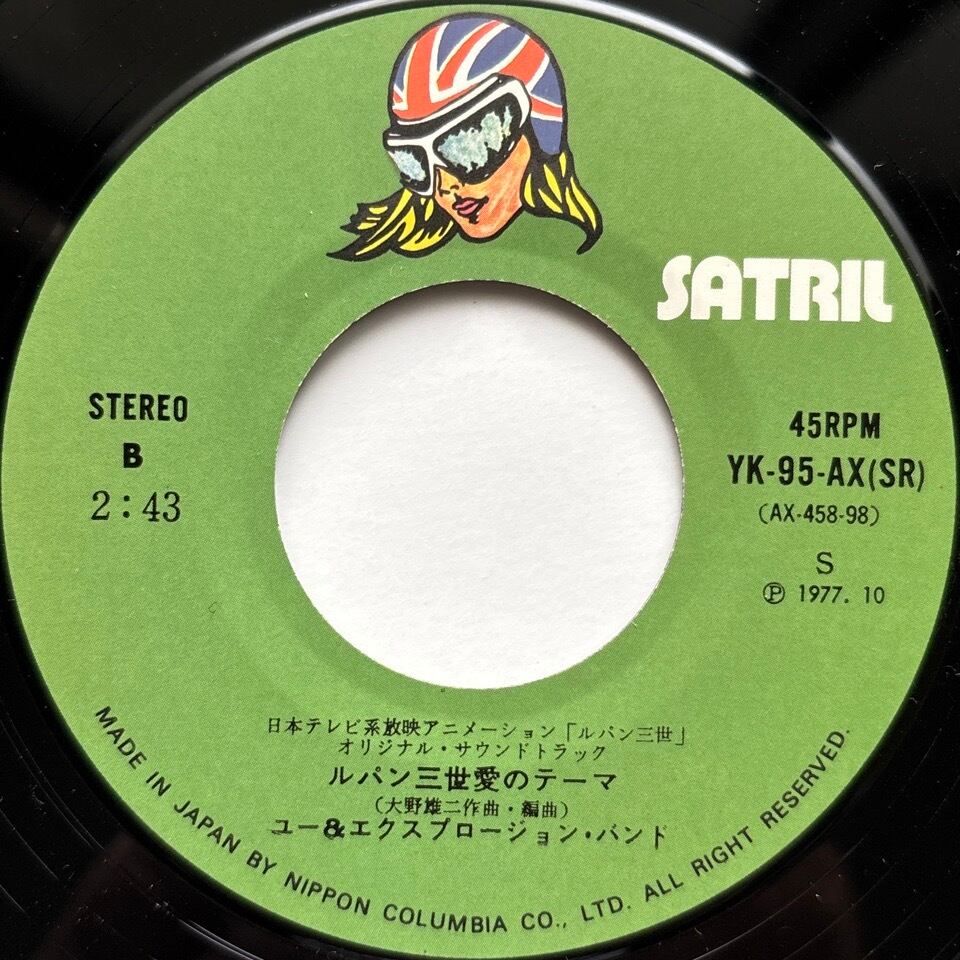 SATRIL
STEREO
B
2:43
45RPM
YK-95-AX(SR)
(AX-458-98)
S
Ⓟ 1977. 10
日本テレビ系放映アニメーション「ルパン三世」
オリジナル・サウンドトラック
ルパン三世愛のテーマ
(大野雄二作曲・編曲)
ユー&エクスプロージョン・バンド
MADE IN JAPAN BY NIPPON COLUMBIA CO., LTD. ALL RIGHT RESERVED.